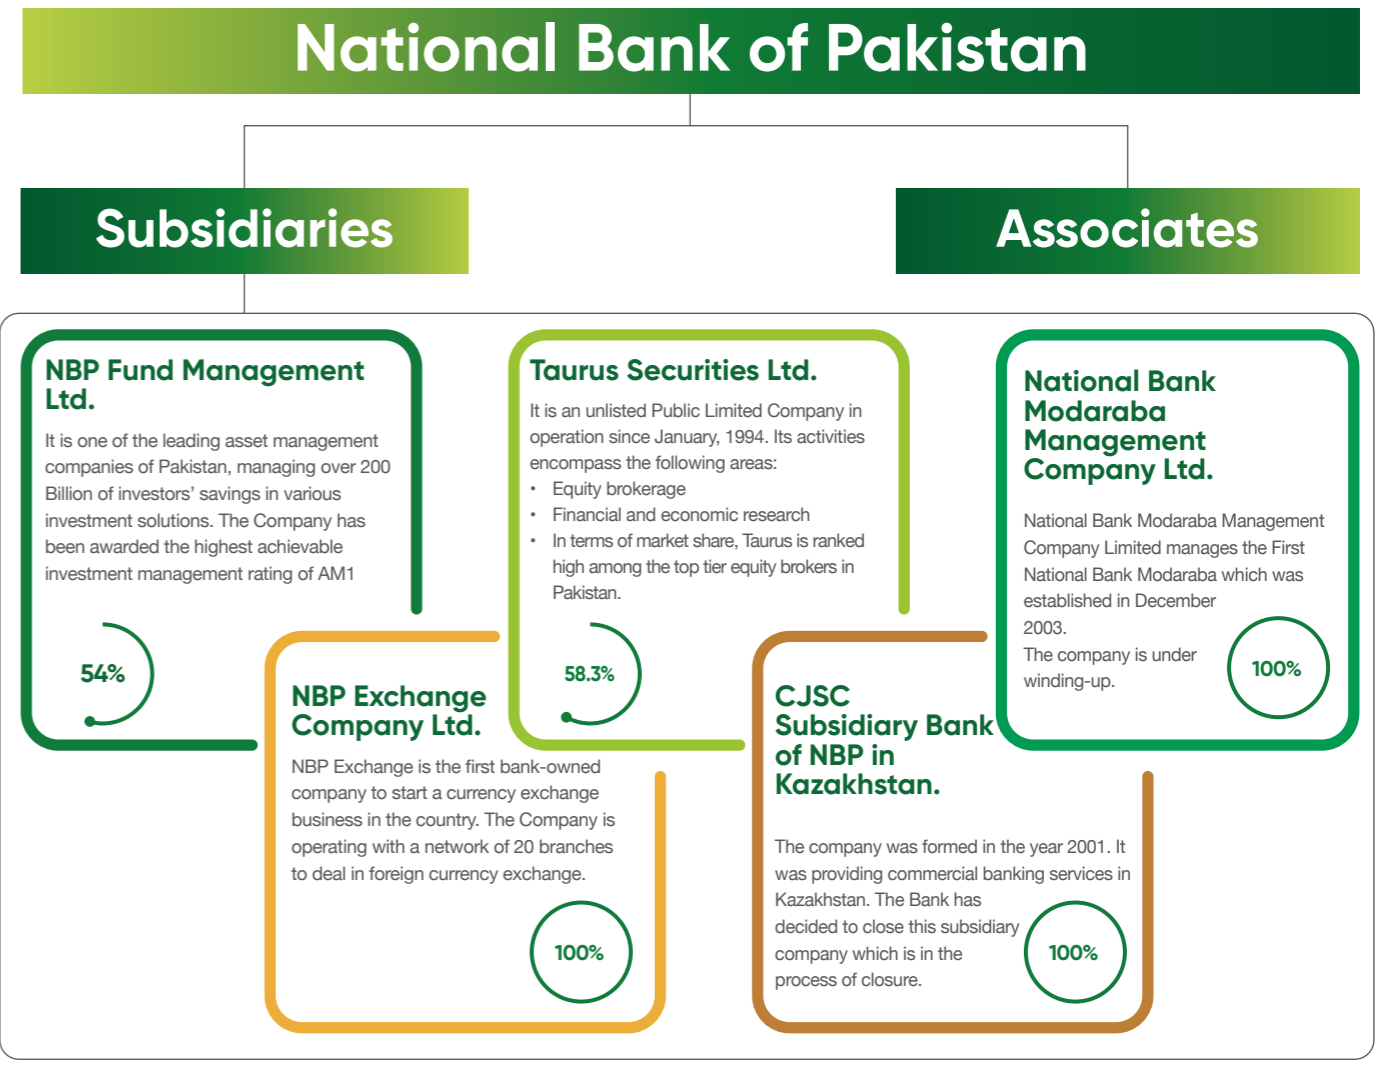 National Bank of Pakistan
Subsidiaries
Associates
NBP Fund Management
Ltd.
It is one of the leading asset management
companies of Pakistan, managing over 200
Billion of investors’ savings in various
investment solutions. The Company has
been awarded the highest achievable
investment management rating of AM1
54%
NBP Exchange
Company Ltd.
NBP Exchange is the first bank-owned
company to start a currency exchange
business in the country. The Company is
operating with a network of 20 branches
to deal in foreign currency exchange.
100%
Taurus Securities Ltd.
It is an unlisted Public Limited Company in
operation since January, 1994. Its activities
encompass the following areas:
• Equity brokerage
• Financial and economic research
• In terms of market share, Taurus is ranked
high among the top tier equity brokers in
Pakistan.
58.3%
CJSC
Subsidiary Bank
of NBP in
Kazakhstan.
The company was formed in the year 2001. It
was providing commercial banking services in
Kazakhstan. The Bank has
decided to close this subsidiary
company which is in the
process of closure.
100%
National Bank
Modaraba
Management
Company Ltd.
National Bank Modaraba Management
Company Limited manages the First
National Bank Modaraba which was
established in December
2003.
The company is under
winding-up.
100%